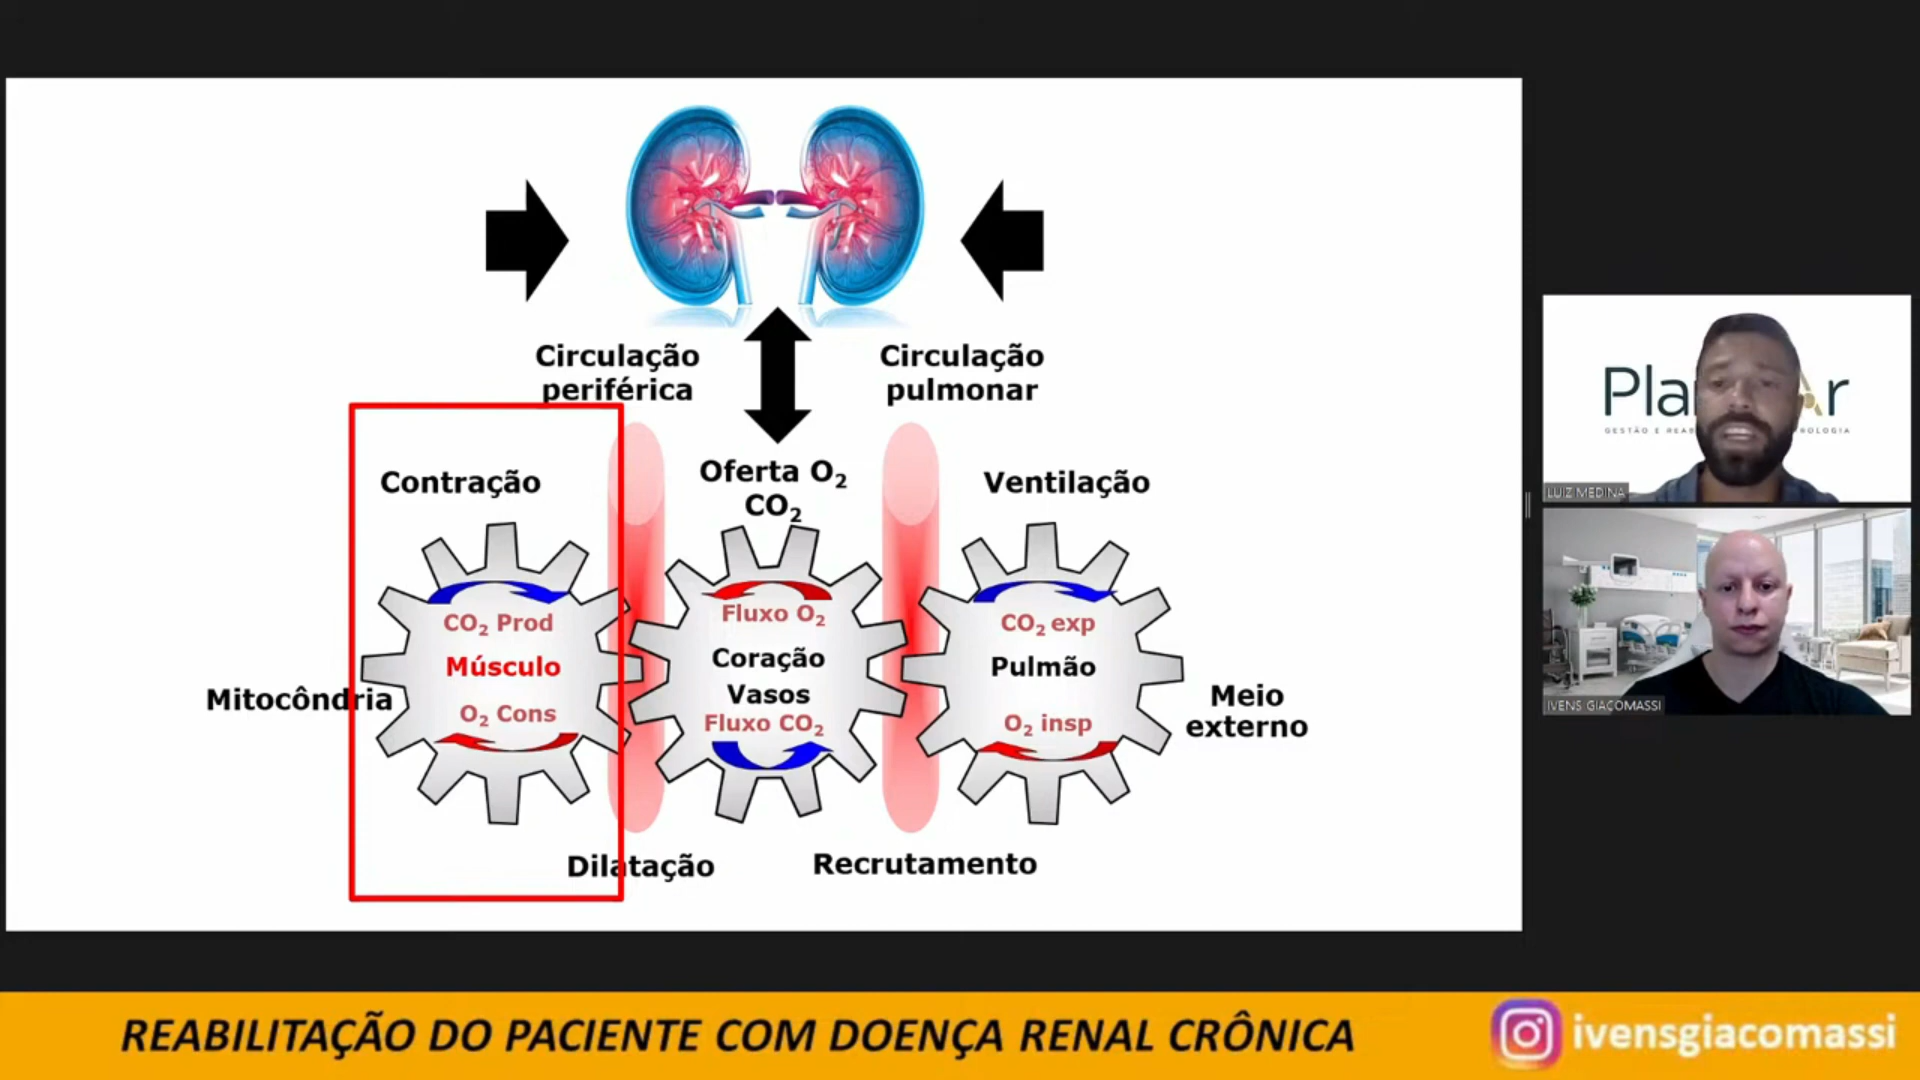 Circulação
periférica
Circulação
pulmonar
Contração
Oferta O₂
CO₂
Ventilação
CO₂ Prod
Músculo
O₂ Cons
Fluxo O₂
Coração
Vasos
Fluxo CO₂
CO₂ exp
Pulmão
O₂ insp
Mitocôndria
Meio
externo
Dilatação
Recrutamento
LUIZ MEDINA
IVENS GIACOMASSI
REABILITAÇÃO DO PACIENTE COM DOENÇA RENAL CRÔNICA
ivensgiacomassi